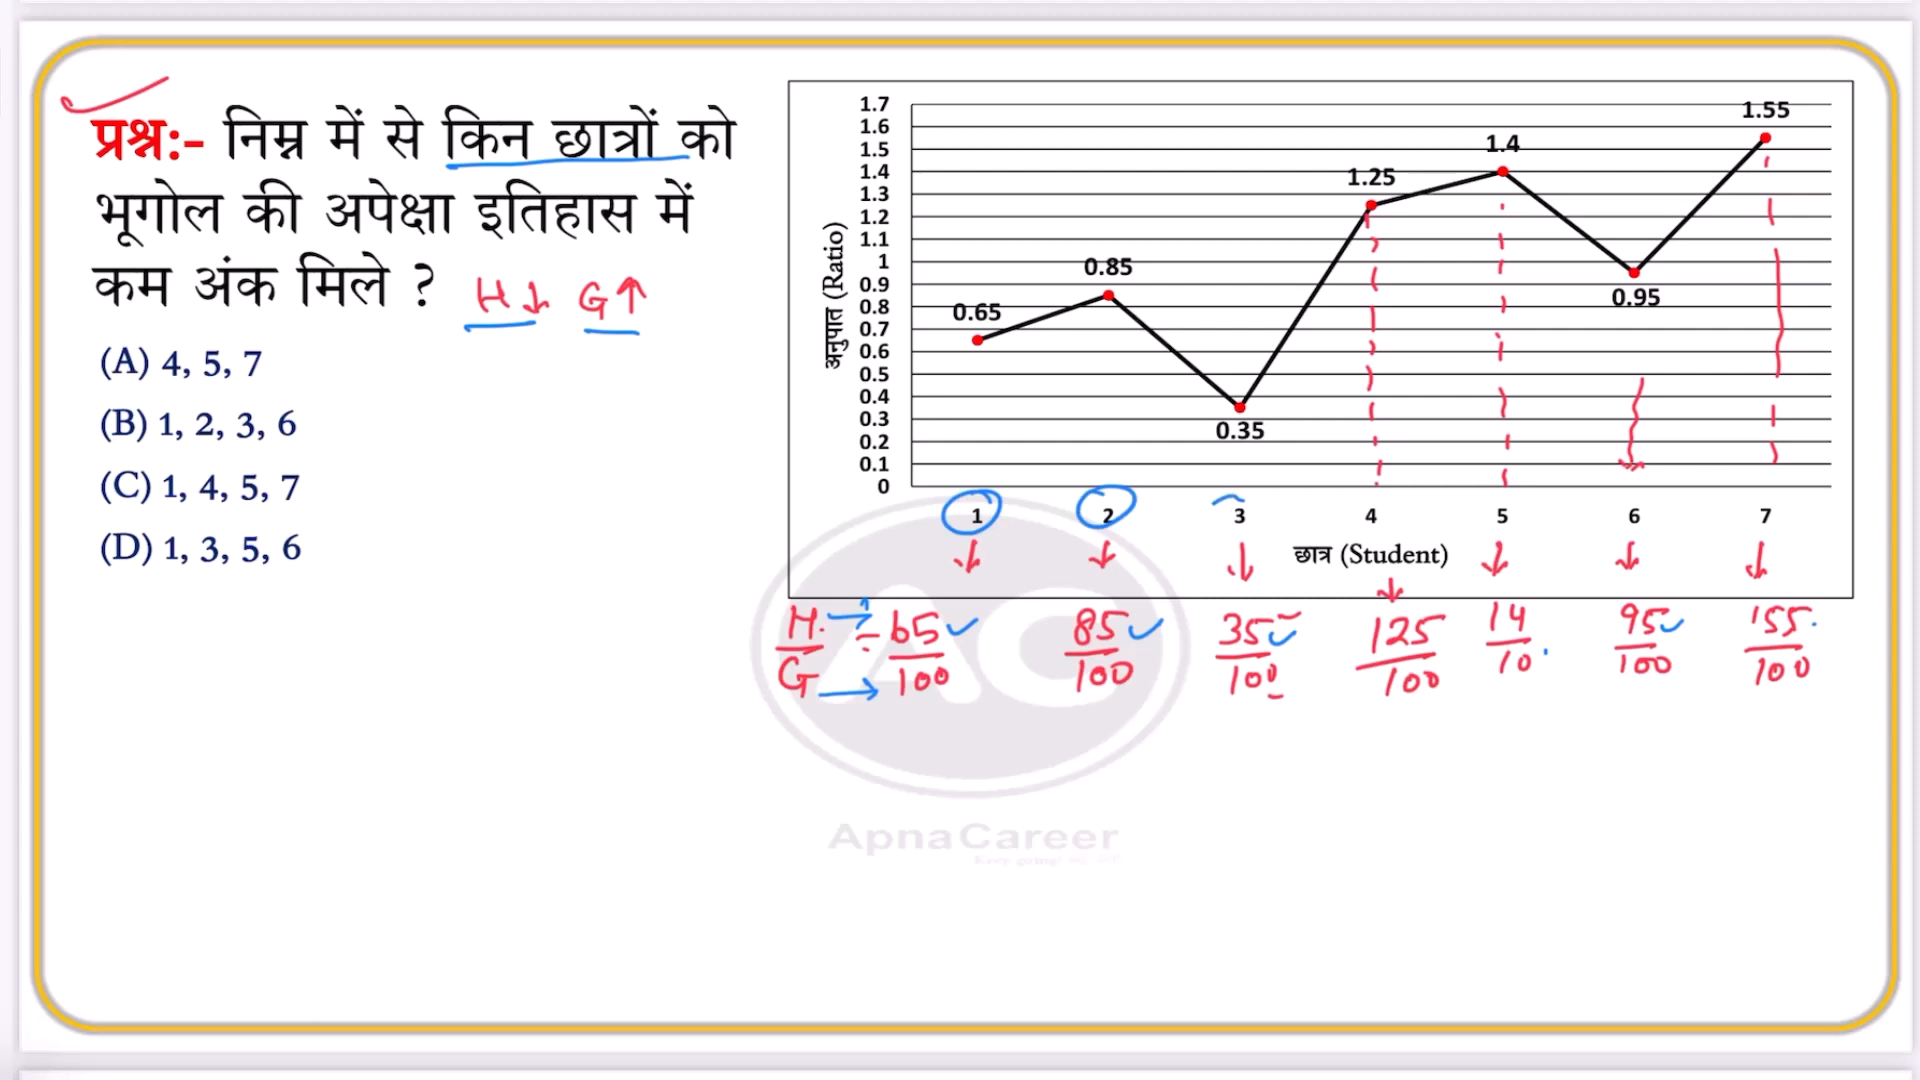 प्रश्न:- निम्न में से किन छात्रों को
भूगोल की अपेक्षा इतिहास में
कम अंक मिले ? H↓ G↑
(A) 4, 5, 7
(B) 1, 2, 3, 6
(C) 1, 4, 5, 7
(D) 1, 3, 5, 6
अनुपात (Ratio)
1.7
1.6
1.5
1.4
1.3
1.2
1.1
1
0.9
0.8
0.7
0.6
0.5
0.4
0.3
0.2
0.1
0
0.65
0.85
0.35
1.25
1.4
0.95
1.55
1 2 3 4 5 6 7
छात्र (Student)
H. → 65 85 35 125 14 95 155
G → 100 100 100 100 10 100 100
AC
ApnaCareer